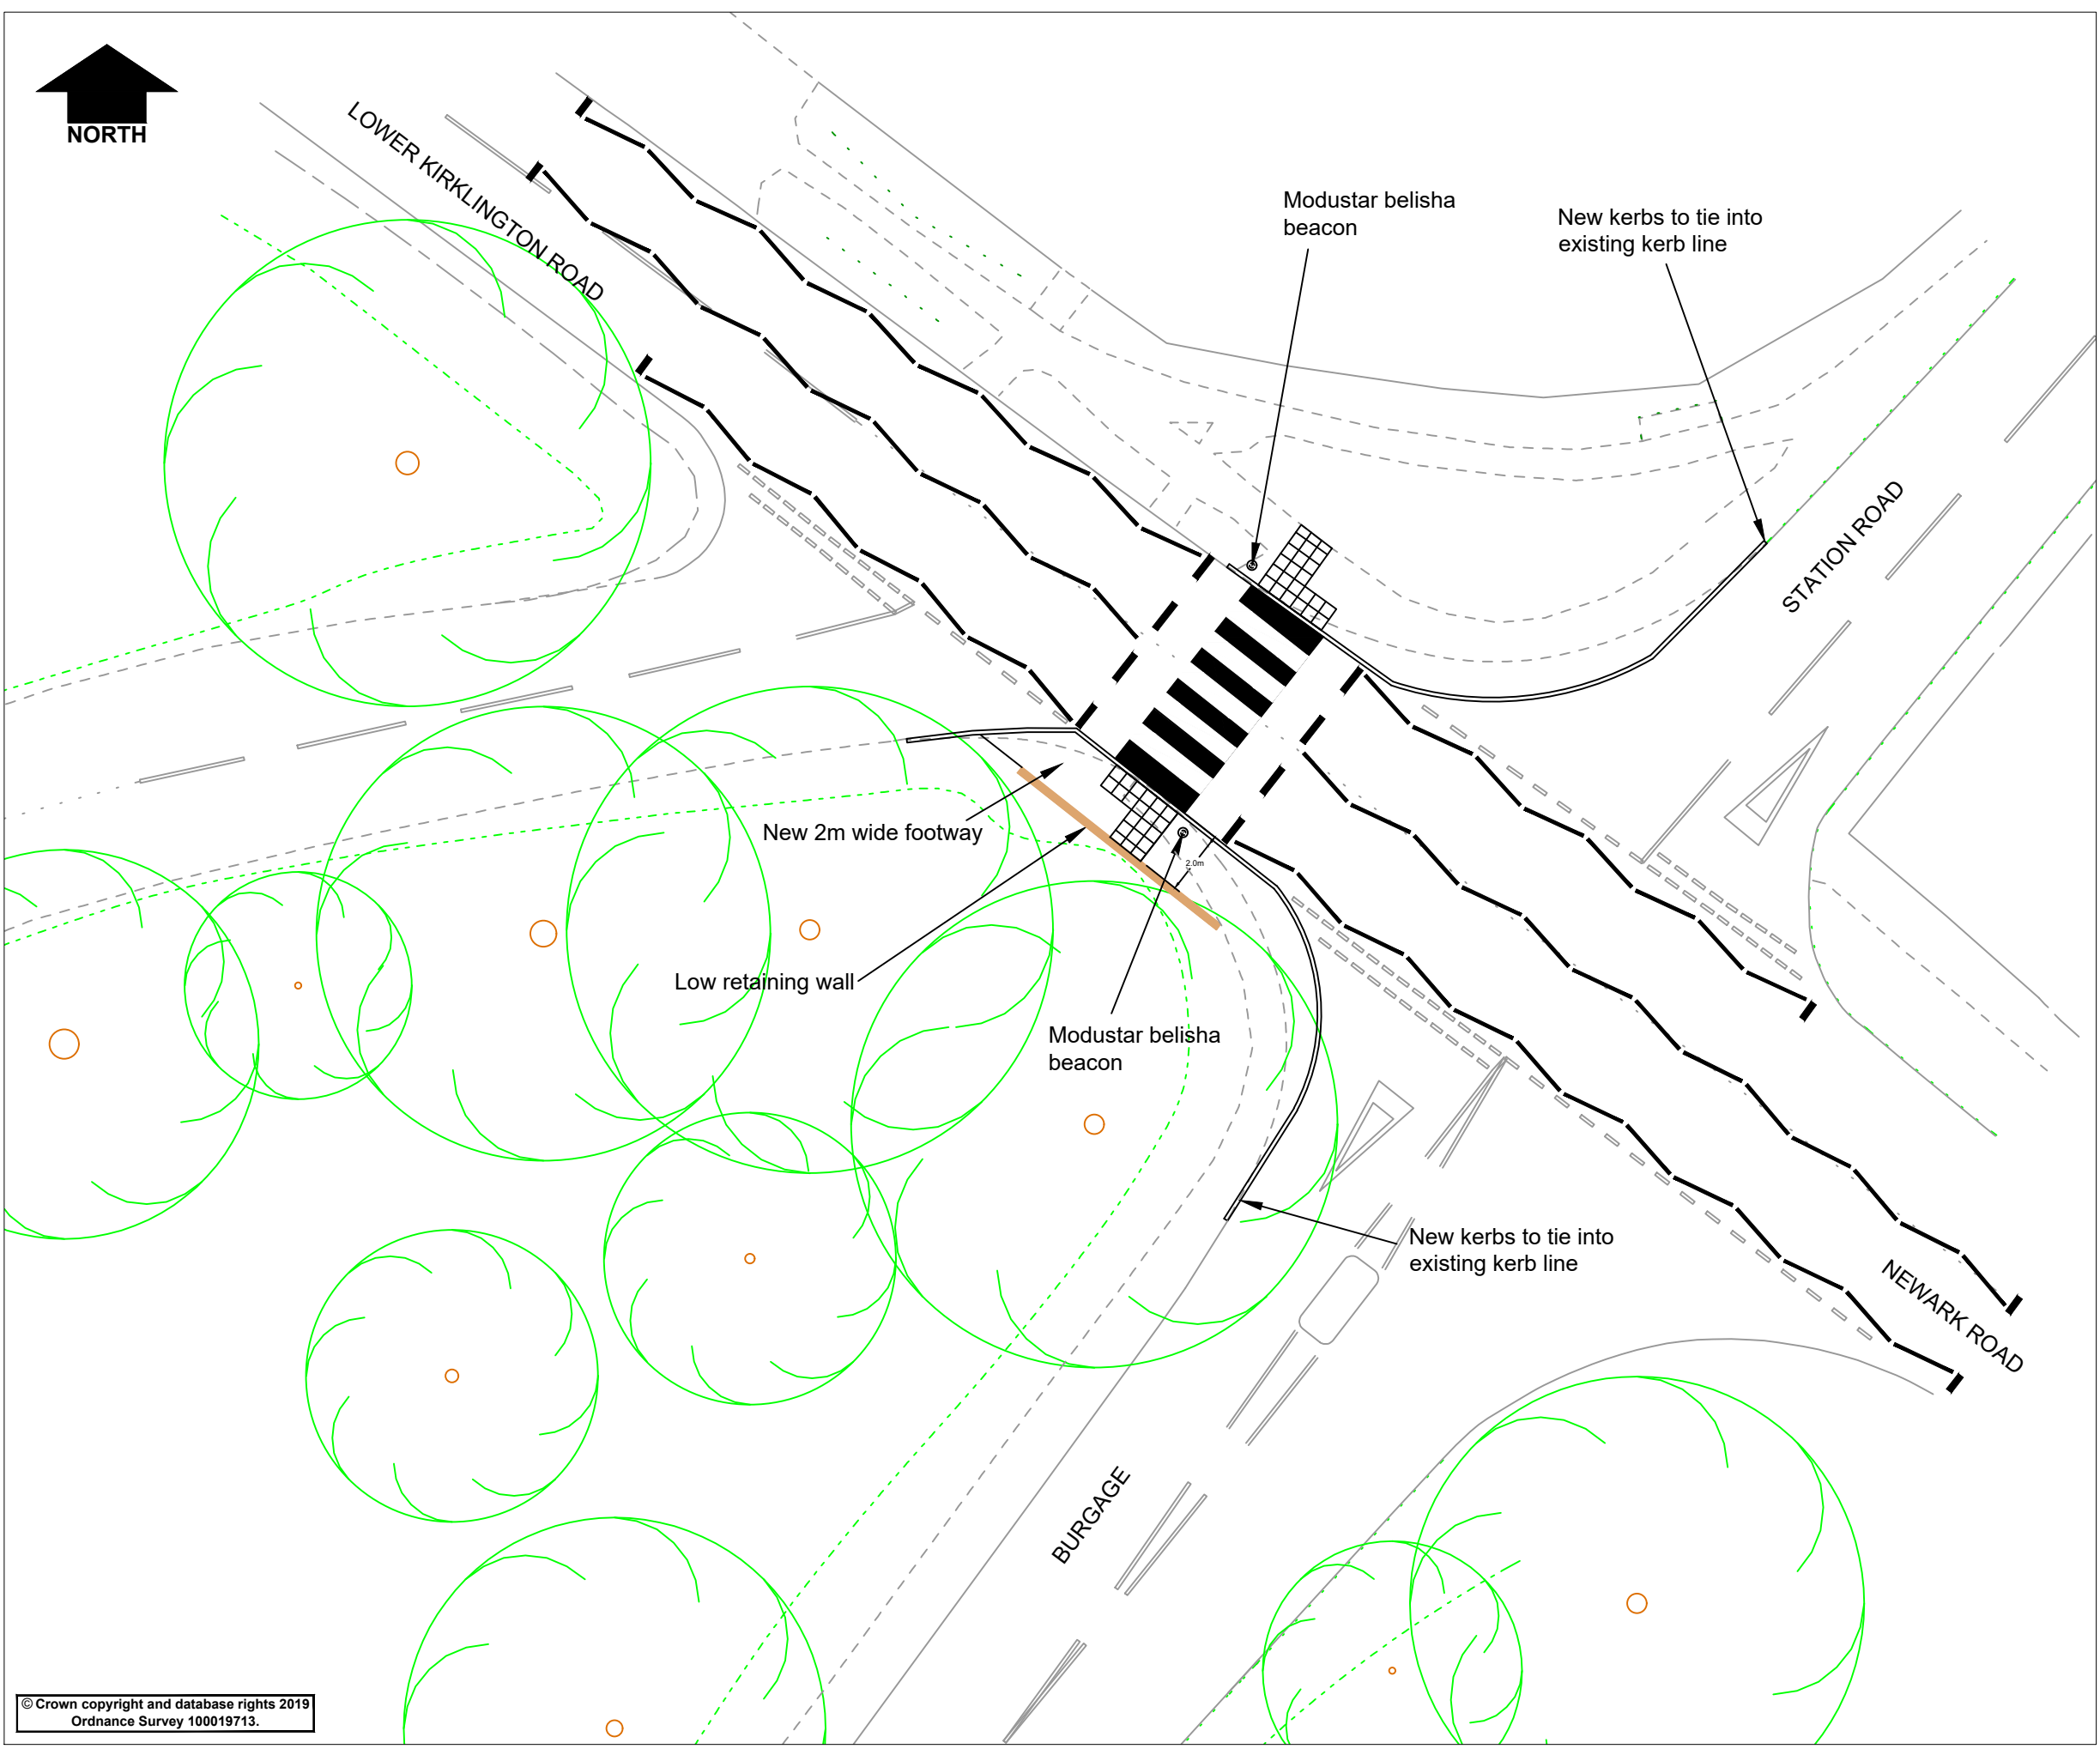 NORTH
LOWER KIRKLINGTON ROAD
Modustar belisha
beacon
New kerbs to tie into
existing kerb line
STATION ROAD
New 2m wide footway
2.0m
Low retaining wall
Modustar belisha
beacon
New kerbs to tie into
existing kerb line
NEWARK ROAD
BURGAGE
© Crown copyright and database rights 2019
Ordnance Survey 100019713.